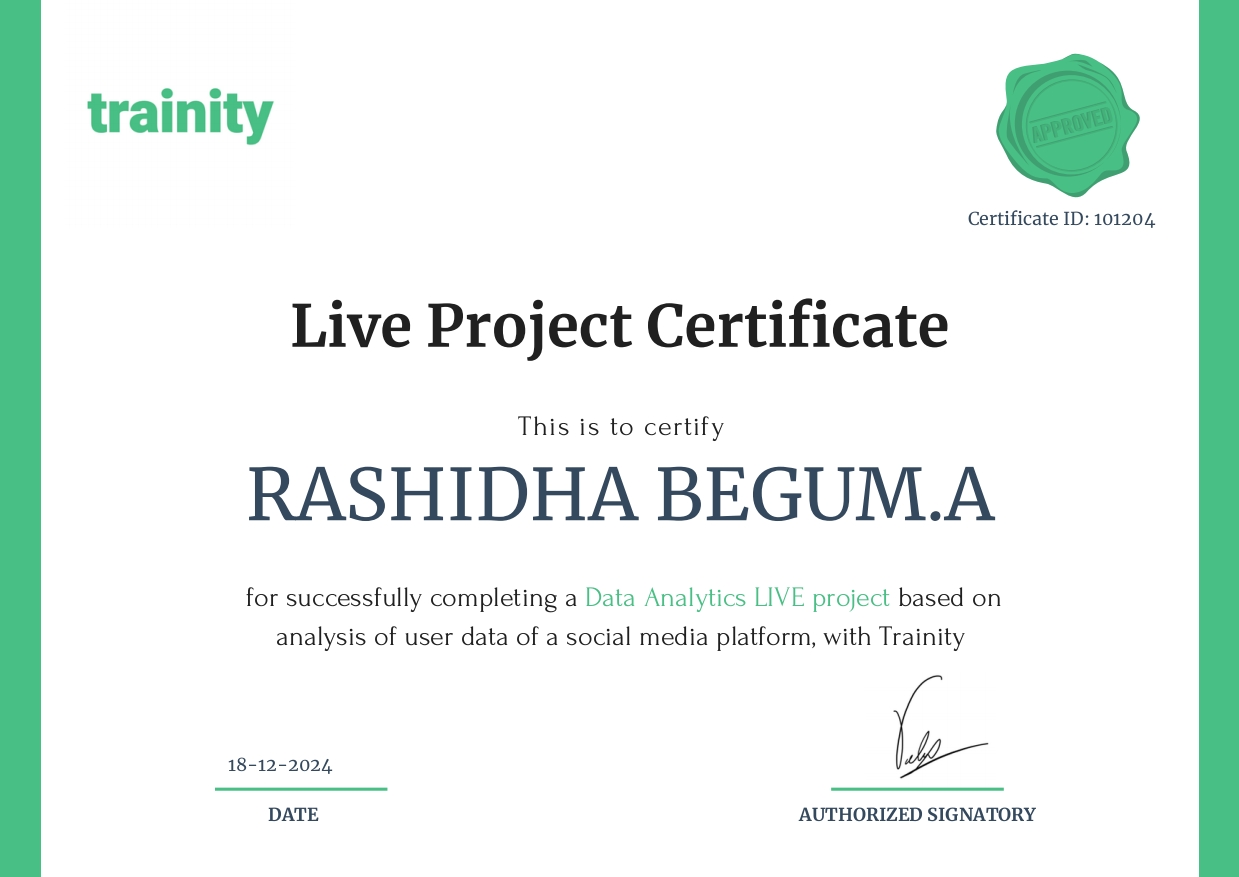 trainity
APPROVED
Certificate ID: 101204
Live Project Certificate
This is to certify
RASHIDHA BEGUM.A
for successfully completing a Data Analytics LIVE project based on
analysis of user data of a social media platform, with Trainity
18-12-2024
DATE
AUTHORIZED SIGNATORY